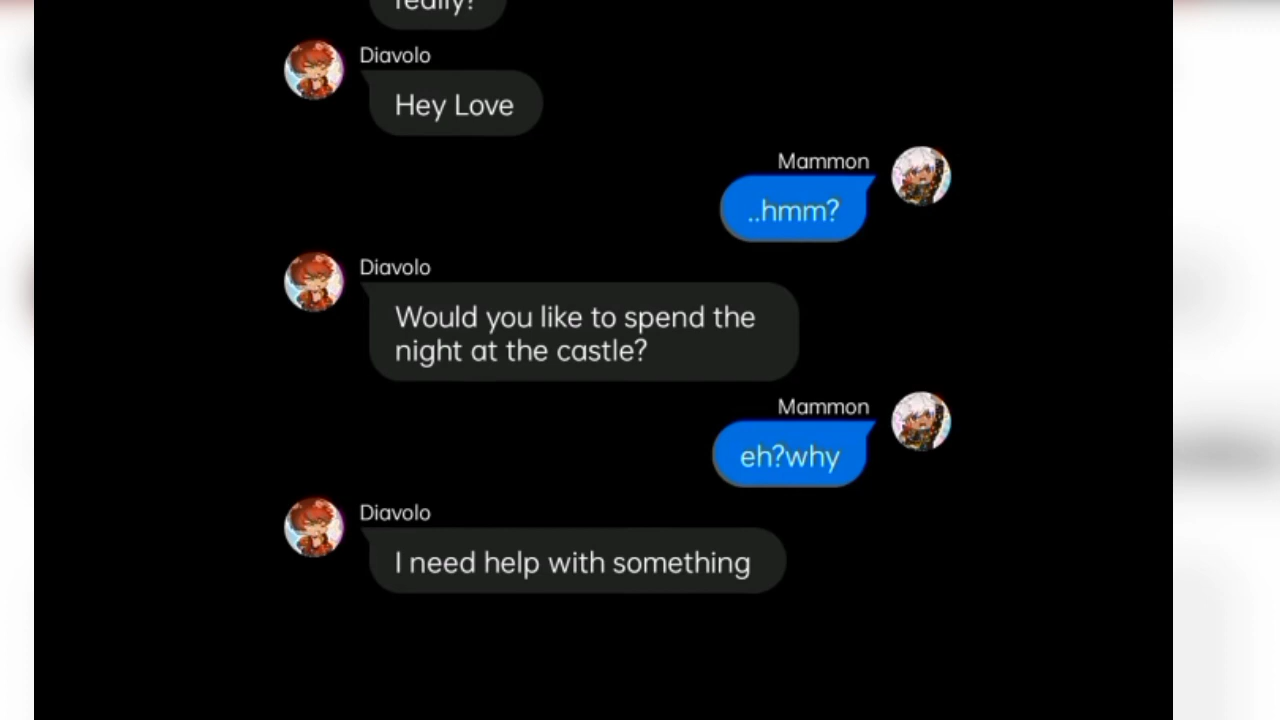 really?
Diavolo
Hey Love
Mammon
..hmm?
Diavolo
Would you like to spend the
night at the castle?
Mammon
eh?why
Diavolo
I need help with something